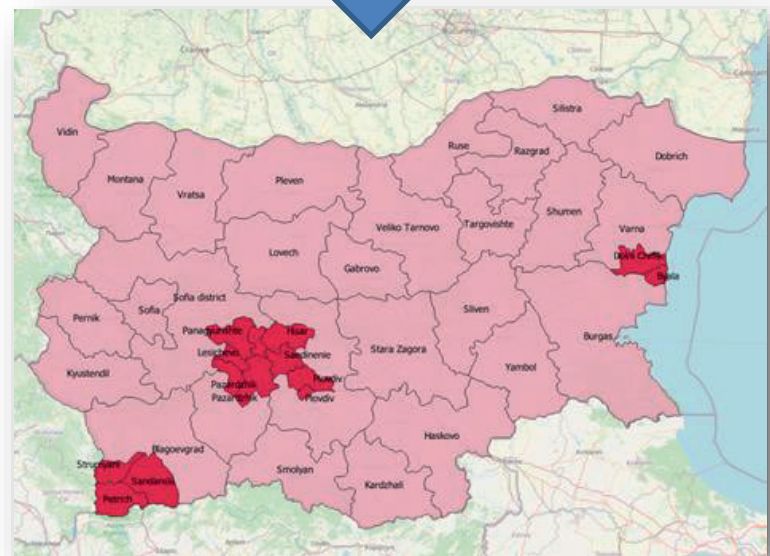 Silistra
Vidin
Ruse
Razgrad
Dobrich
Montana
Pleven
Vratsa
Shumen
Targovishte
Veliko Tarnovo
Varna
Lovech
Gabrovo
Byala
Sofia district
Sofia
Pernik
Sliven
Panagyurishte
Hisar
Burgas
Lesichevo
Saedinenie
Stara Zagora
Kyustendil
Yambol
Plovdiv
Pazardzhik
Pazardzhik
Plovdiv
Haskovo
Blagoevgrad
Strumyani
Smolyan
Sandanski
Kardzhali
Petrich